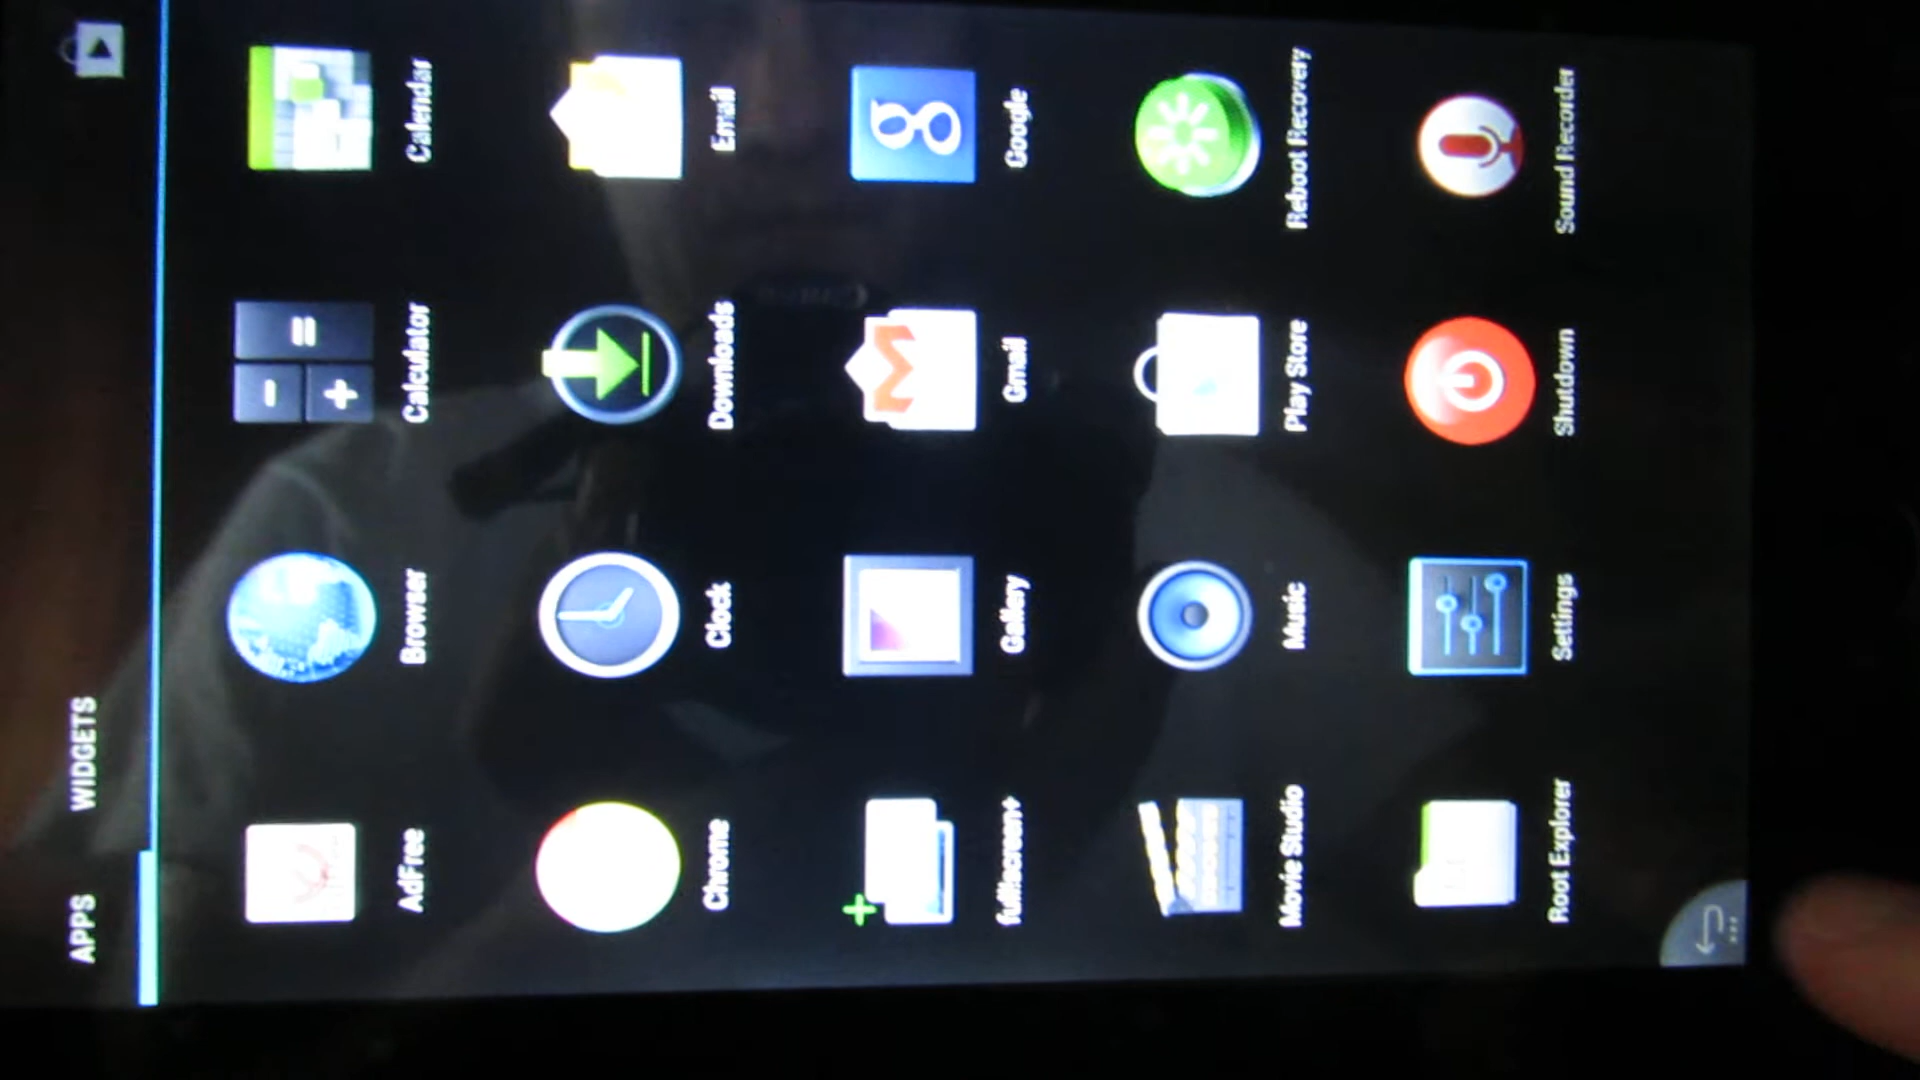 APPS WIDGETS
AdFree Browser Calculator Calendar
Chrome Clock Downloads Email
fullscreen+ Gallery Gmail Google
Movie Studio Music Play Store Reboot Recovery
Root Explorer Settings Shutdown Sound Recorder